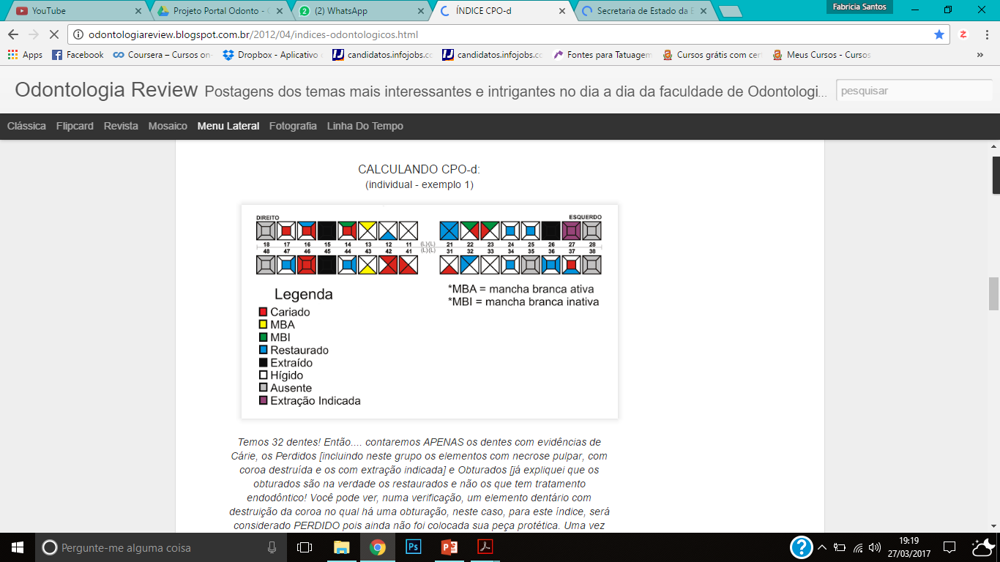 YouTube
Projeto Portal Odonto -
(2) WhatsApp
ÍNDICE CPO-d
Secretaria de Estado da E
Fabricia Santos
odontologiareview.blogspot.com.br/2012/04/indices-odontologicos.html
Apps
Facebook
Coursera – Cursos on-
Dropbox - Aplicativo
candidatos.infojobs.cc
candidatos.infojobs.cc
Fontes para Tatuagem
Cursos grátis com cer
Meus Cursos - Cursos
Odontologia Review Postagens dos temas mais interessantes e intrigantes no dia a dia da faculdade de Odontologi...
pesquisar
Clássica Flipcard Revista Mosaico Menu Lateral Fotografia Linha Do Tempo
CALCULANDO CPO-d:
(individual - exemplo 1)
DIREITO
ESQUERDO
18 17 16 15 14 13 12 11 (L)(L) 21 22 23 24 25 26 27 28
48 47 46 45 44 43 42 41 (L)(L) 31 32 33 34 35 36 37 38
*MBA = mancha branca ativa
*MBI = mancha branca inativa
Legenda
Cariado
MBA
MBI
Restaurado
Extraído
Hígido
Ausente
Extração Indicada
Temos 32 dentes! Então.... contaremos APENAS os dentes com evidências de
Cárie, os Perdidos [incluindo neste grupo os elementos com necrose pulpar, com
coroa destruída e os com extração indicada] e Obturados [já expliquei que os
obturados são na verdade os restaurados e não os que tem tratamento
endodôntico! Você pode ver, numa verificação, um elemento dentário com
destruição da coroa no qual há uma obturação, neste caso, para este índice, será
considerado PERDIDO pois ainda não foi colocada sua peça protética. Uma vez
Pergunte-me alguma coisa
19:19
27/03/2017